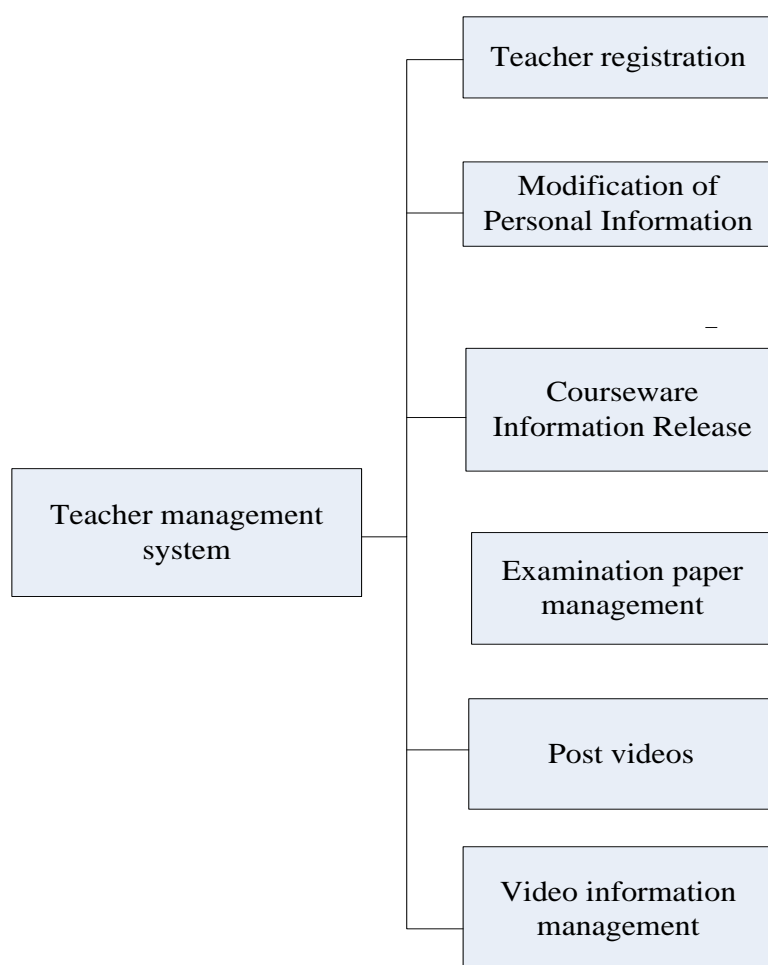 Teacher registration
Modification of
Personal Information
Courseware
Information Release
Teacher management
system
Examination paper
management
Post videos
Video information
management